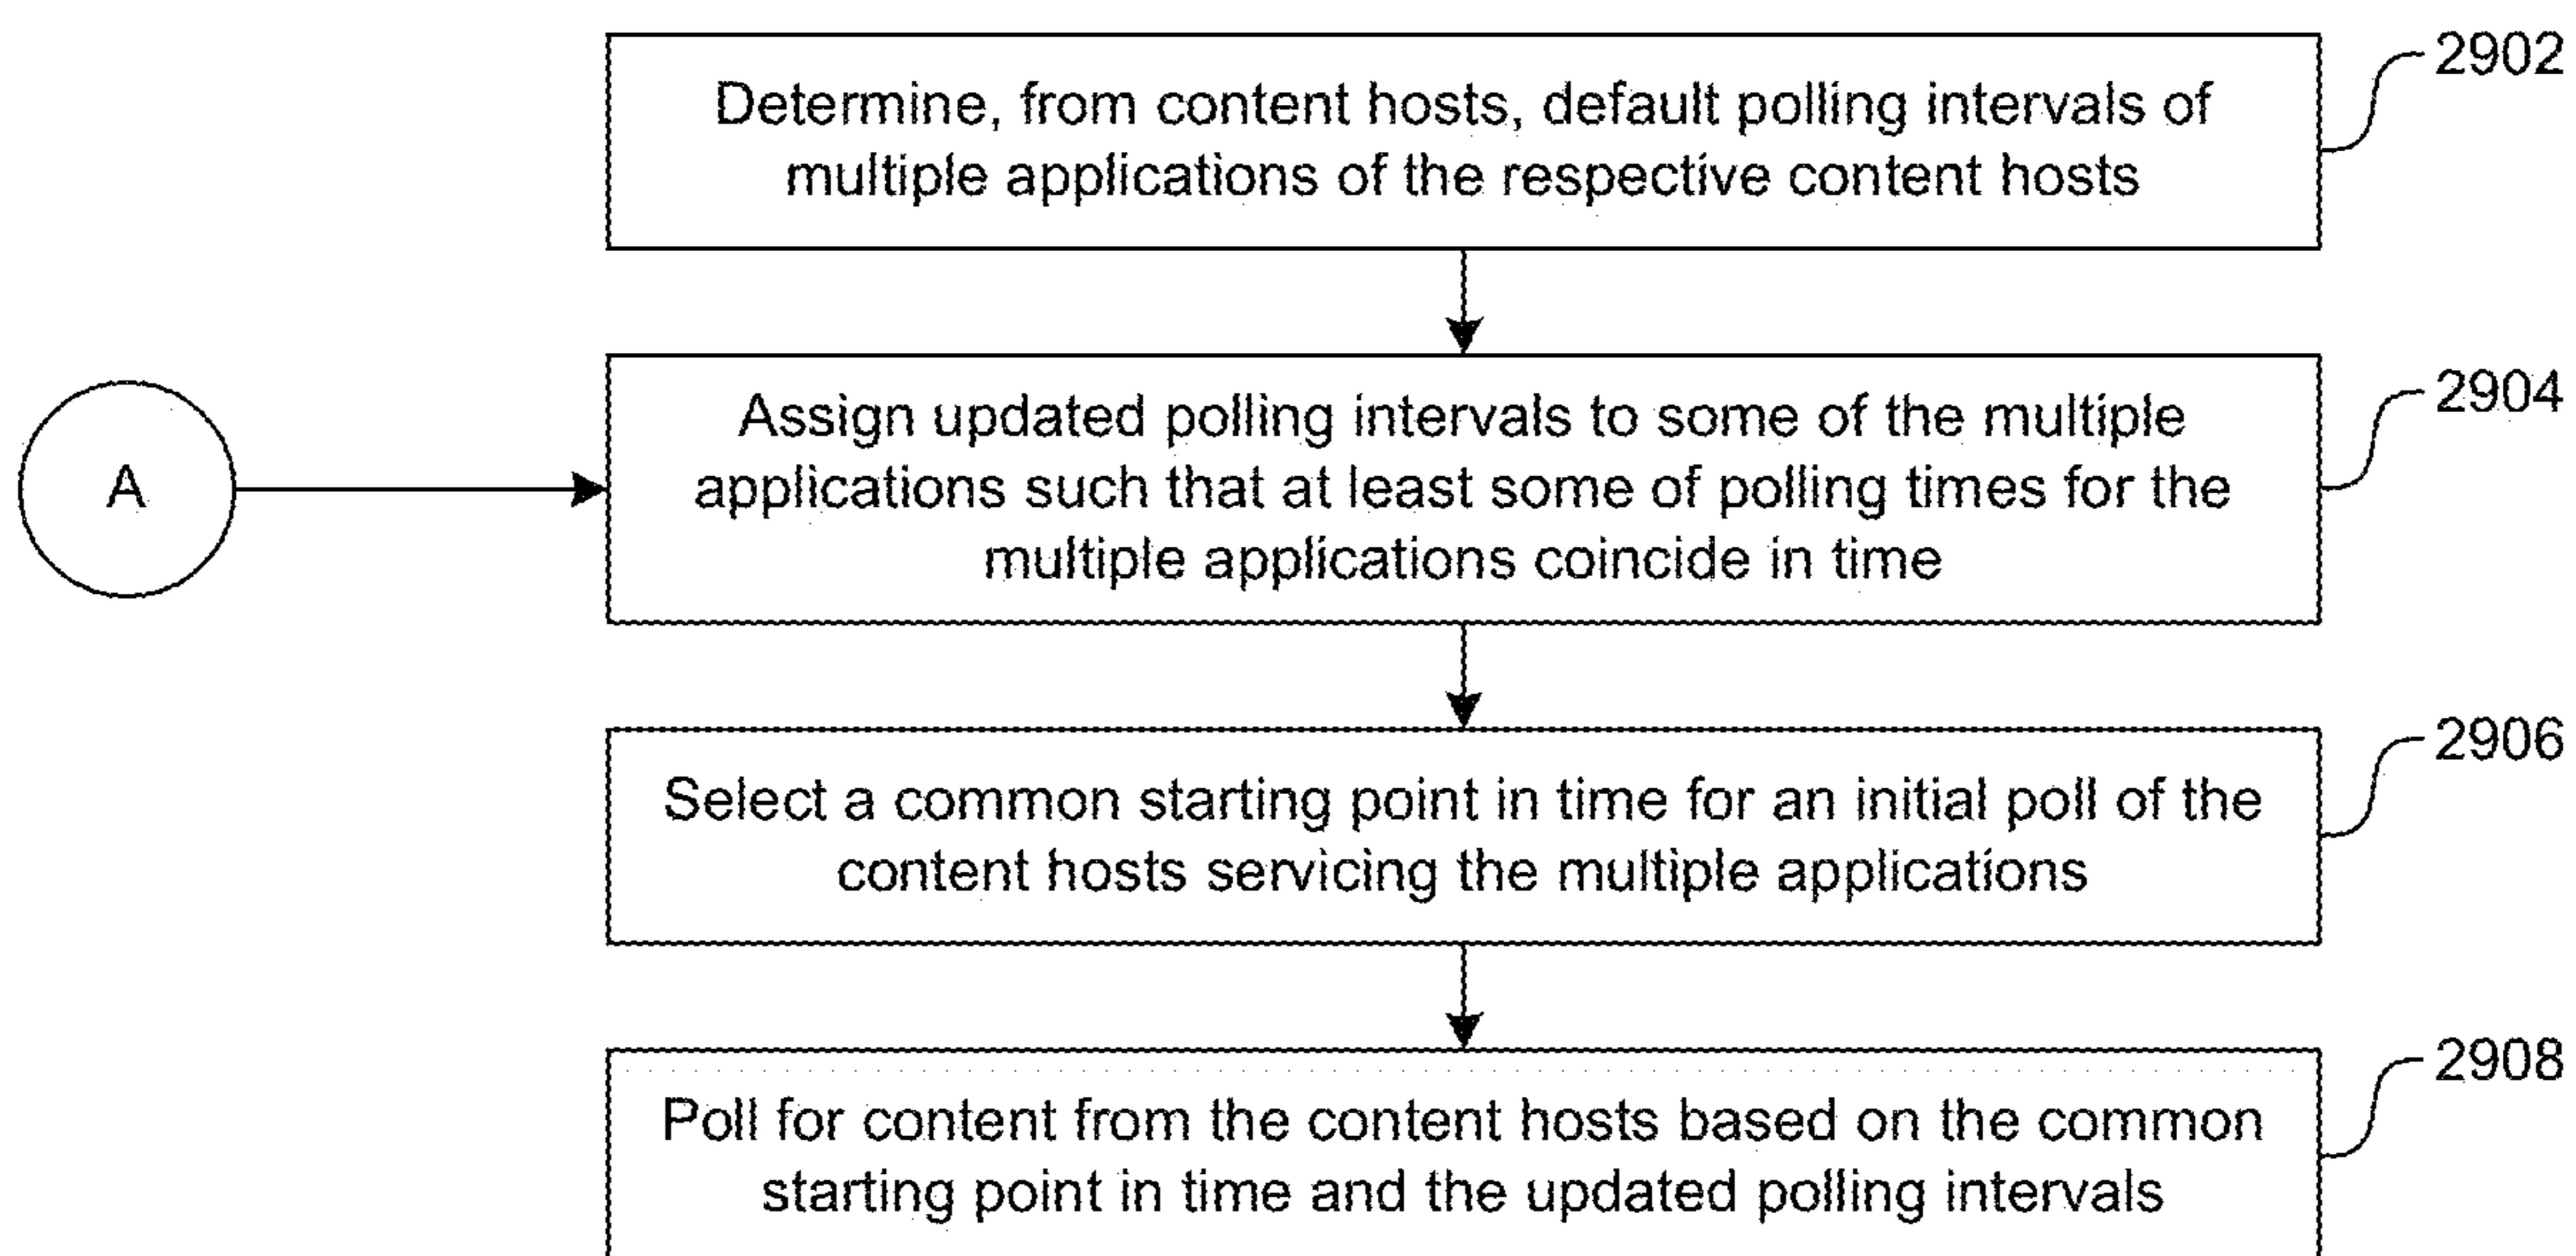 2902
Determine, from content hosts, default polling intervals of
multiple applications of the respective content hosts
2904
A
Assign updated polling intervals to some of the multiple
applications such that at least some of polling times for the
multiple applications coincide in time
2906
Select a common starting point in time for an initial poll of the
content hosts servicing the multiple applications
2908
Poll for content from the content hosts based on the common
starting point in time and the updated polling intervals